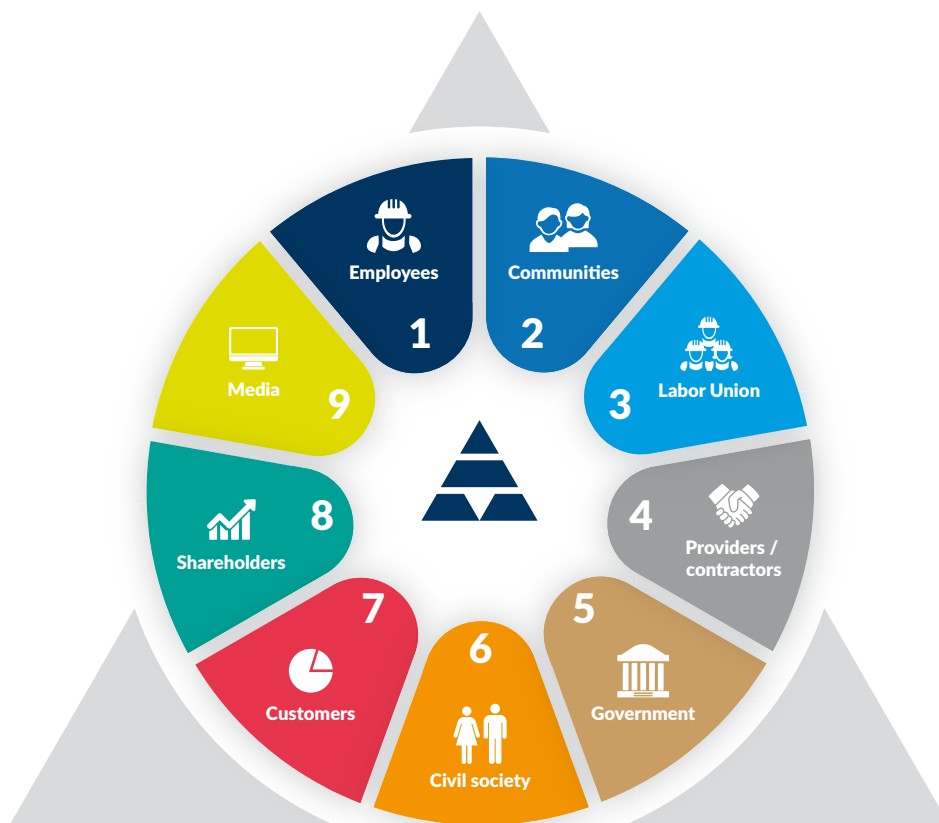 Employees
1
Communities
2
3
Labor Union
4
Providers /
contractors
5
Government
6
Civil society
7
Customers
8
Shareholders
9
Media